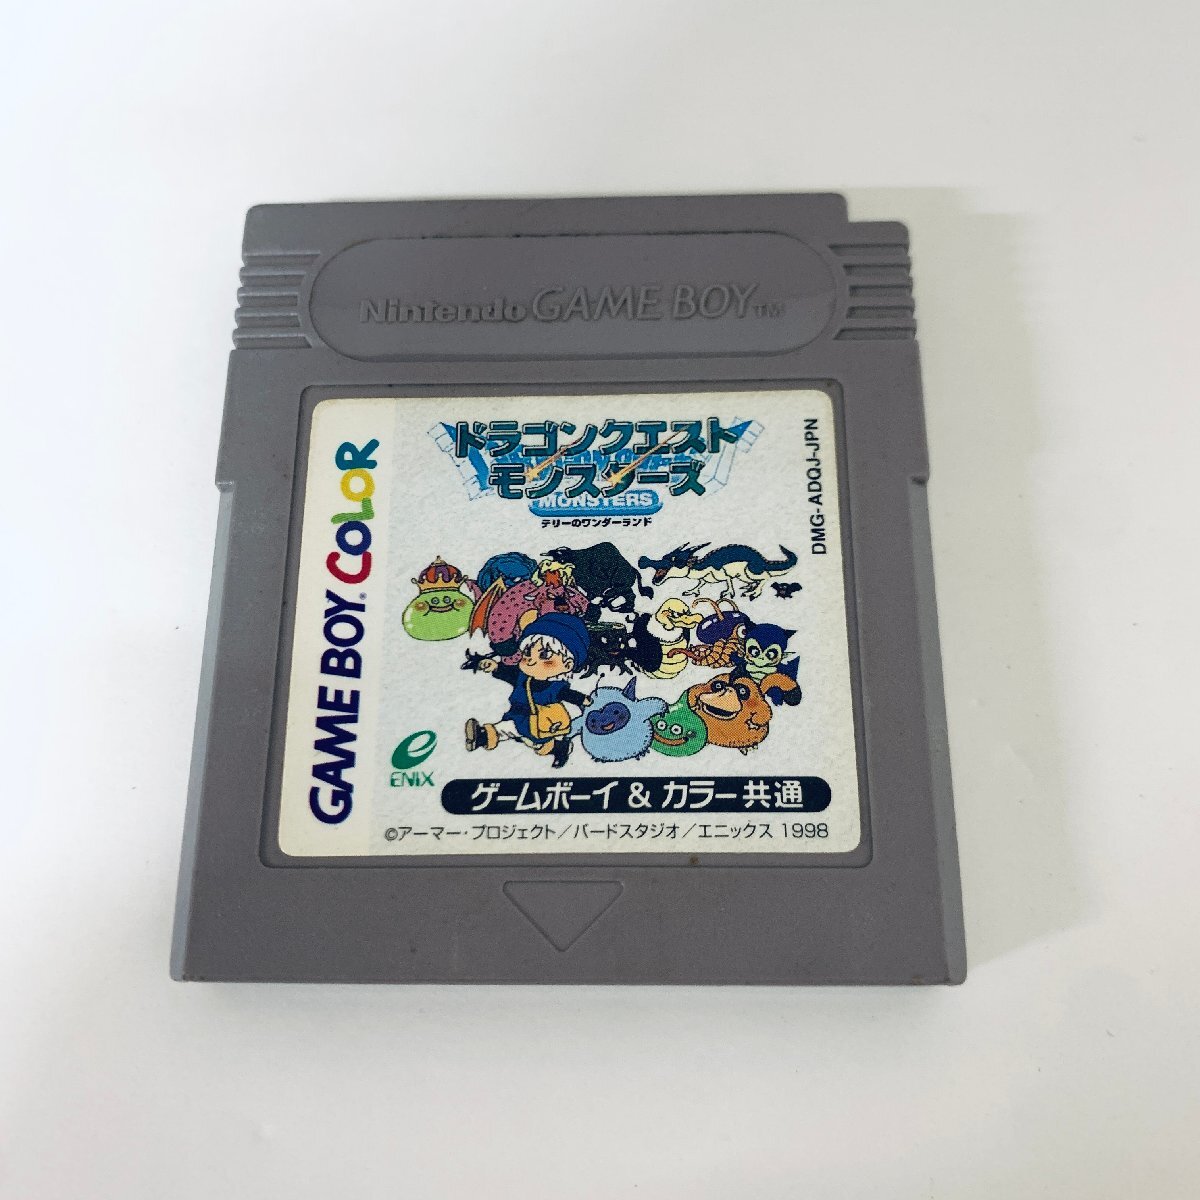 Nintendo GAME BOY TM
ドラゴンクエスト
モンスターズ
MONSTERS
テリーのワンダーランド
DMG-ADQJ-JPN
GAME BOY COLOR
ENIX
ゲームボーイ & カラー共通
©アーマー・プロジェクト/バードスタジオ/エニックス 1998